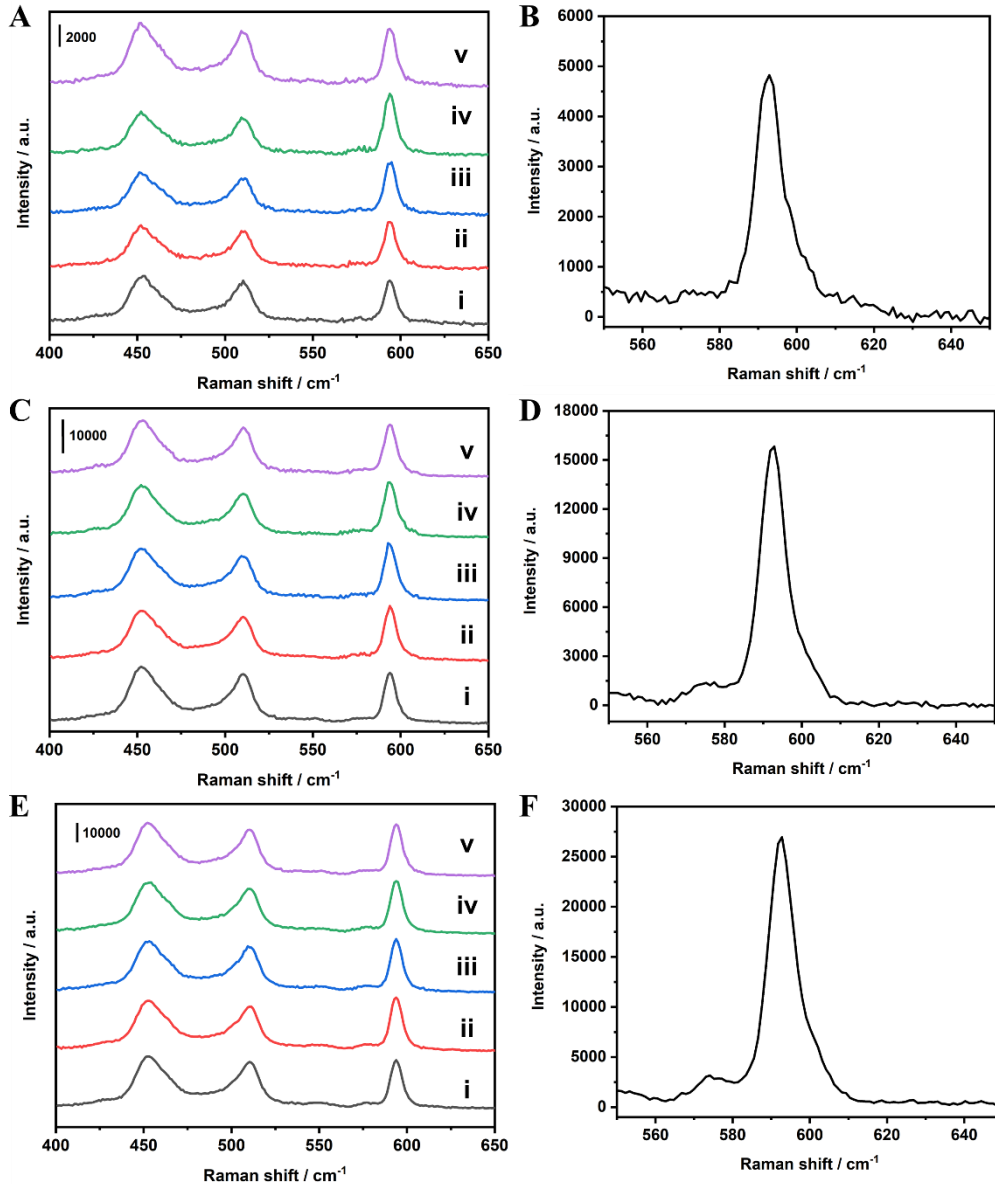 A
2000
v
iv
iii
ii
i
Intensity / a.u.
400 450 500 550 600 650
Raman shift / cm⁻¹
B
6000
5000
4000
3000
2000
1000
0
Intensity / a.u.
560 580 600 620 640
Raman shift / cm⁻¹
C
10000
v
iv
iii
ii
i
Intensity / a.u.
400 450 500 550 600 650
Raman shift / cm⁻¹
D
18000
15000
12000
9000
6000
3000
0
Intensity / a.u.
560 580 600 620 640
Raman shift / cm⁻¹
E
10000
v
iv
iii
ii
i
Intensity / a.u.
400 450 500 550 600 650
Raman shift / cm⁻¹
F
30000
25000
20000
15000
10000
5000
0
Intensity / a.u.
560 580 600 620 640
Raman shift / cm⁻¹